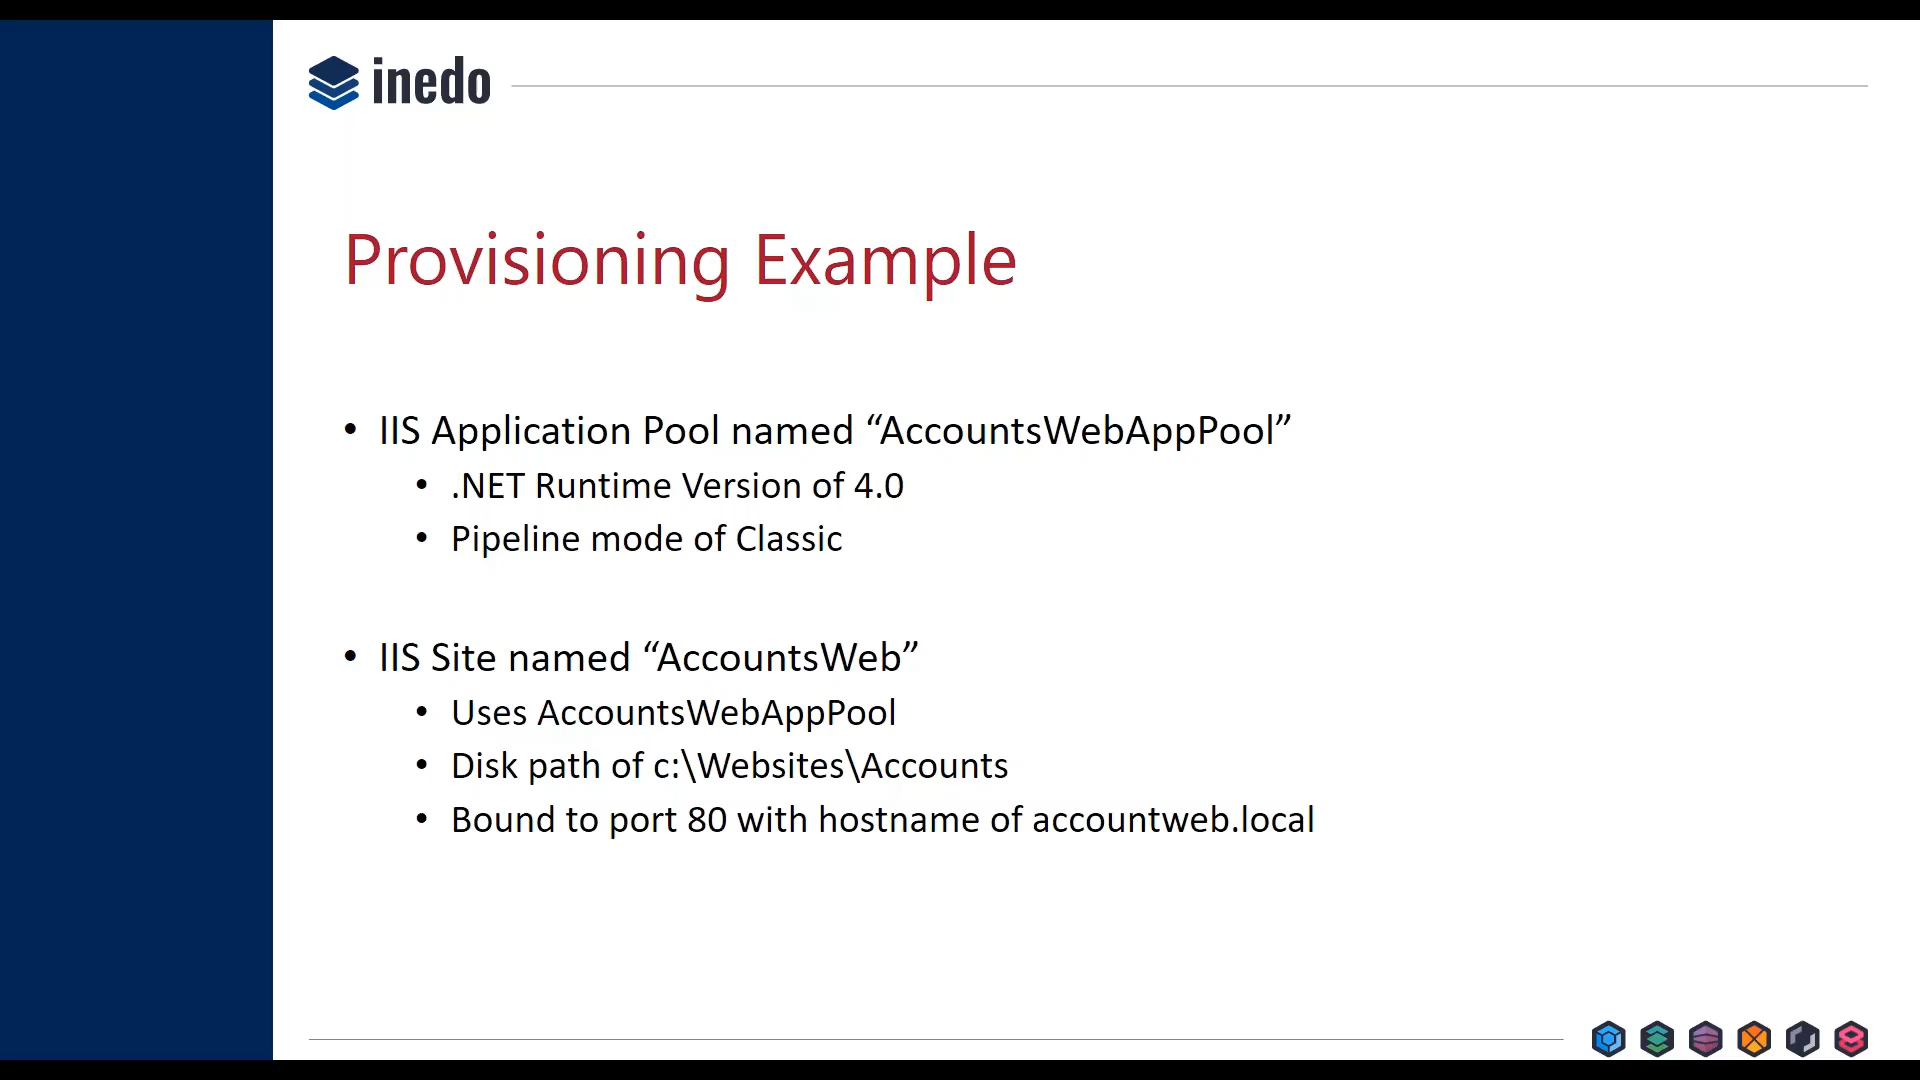 inedo
Provisioning Example
• IIS Application Pool named “AccountsWebAppPool”
• .NET Runtime Version of 4.0
• Pipeline mode of Classic
• IIS Site named “AccountsWeb”
• Uses AccountsWebAppPool
• Disk path of c:\Websites\Accounts
• Bound to port 80 with hostname of accountweb.local